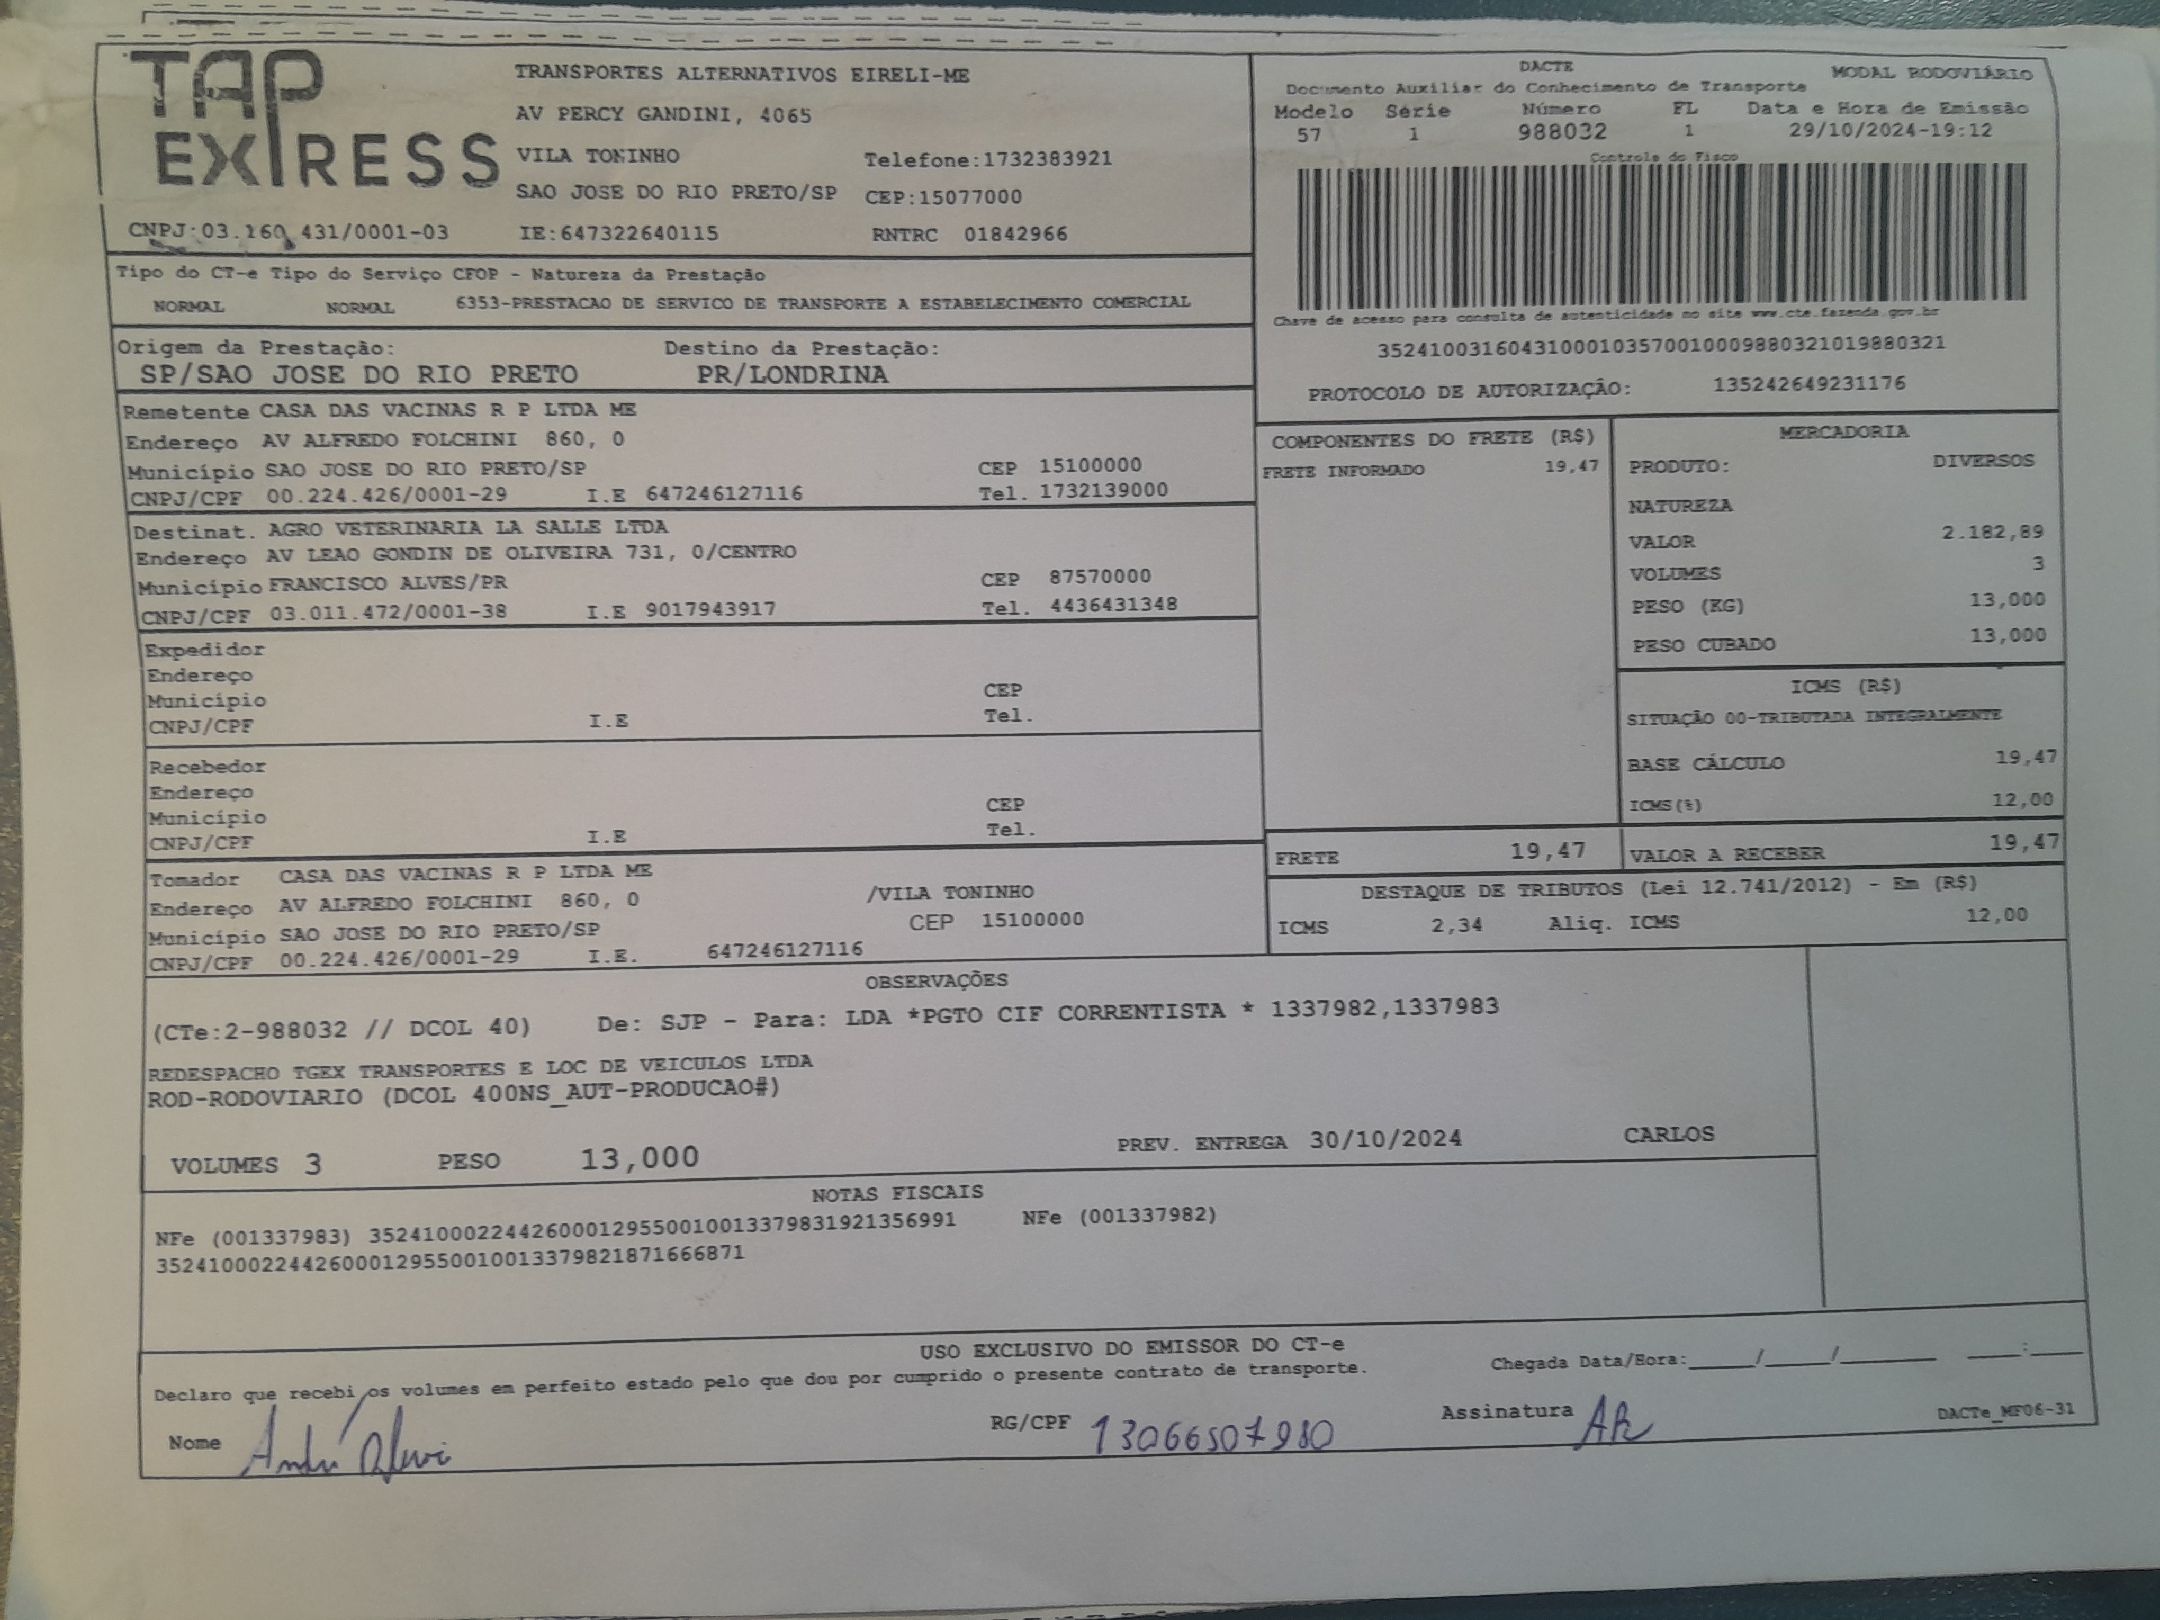 TAP EXPRESS
TRANSPORTES ALTERNATIVOS EIRELI-ME
AV PERCY GANDINI, 4065
VILA TONINHO Telefone:1732383921
SAO JOSE DO RIO PRETO/SP CEP:15077000
CNPJ:03.160 431/0001-03 IE:647322640115 RNTRC 01842966
DACTE MODAL RODOVIÁRIO
Documento Auxiliar do Conhecimento de Transporte
Modelo Série Número FL Data e Hora de Emissão
57 1 988032 1 29/10/2024-19:12
Controle do Fisco
Chave de acesso para consulta de autenticidade no site www.cte.fazenda.gov.br
35241003160431000103570010009880321019880321
PROTOCOLO DE AUTORIZAÇÃO: 135242649231176
Tipo do CT-e Tipo do Serviço CFOP - Natureza da Prestação
NORMAL NORMAL 6353-PRESTACAO DE SERVICO DE TRANSPORTE A ESTABELECIMENTO COMERCIAL
Origem da Prestação: Destino da Prestação:
SP/SAO JOSE DO RIO PRETO PR/LONDRINA
Remetente CASA DAS VACINAS R P LTDA ME
Endereço AV ALFREDO FOLCHINI 860, 0
Município SAO JOSE DO RIO PRETO/SP CEP 15100000
CNPJ/CPF 00.224.426/0001-29 I.E 647246127116 Tel. 1732139000
Destinat. AGRO VETERINARIA LA SALLE LTDA
Endereço AV LEAO GONDIN DE OLIVEIRA 731, 0/CENTRO
Município FRANCISCO ALVES/PR CEP 87570000
CNPJ/CPF 03.011.472/0001-38 I.E 9017943917 Tel. 4436431348
Expedidor
Endereço
Município CEP
CNPJ/CPF I.E Tel.
Recebedor
Endereço
Município CEP
CNPJ/CPF I.E Tel.
Tomador CASA DAS VACINAS R P LTDA ME
Endereço AV ALFREDO FOLCHINI 860, 0 /VILA TONINHO
Município SAO JOSE DO RIO PRETO/SP CEP 15100000
CNPJ/CPF 00.224.426/0001-29 I.E. 647246127116
COMPONENTES DO FRETE (R$)
FRETE INFORMADO 19,47
MERCADORIA
PRODUTO: DIVERSOS
NATUREZA
VALOR 2.182,89
VOLUMES 3
PESO (KG) 13,000
PESO CUBADO 13,000
ICMS (R$)
SITUAÇÃO 00-TRIBUTADA INTEGRALMENTE
BASE CÁLCULO 19,47
ICMS(%) 12,00
FRETE 19,47 VALOR A RECEBER 19,47
DESTAQUE DE TRIBUTOS (Lei 12.741/2012) - Em (R$)
ICMS 2,34 Aliq. ICMS 12,00
OBSERVAÇÕES
(CTe:2-988032 // DCOL 40) De: SJP - Para: LDA *PGTO CIF CORRENTISTA * 1337982,1337983
REDESPACHO TGEX TRANSPORTES E LOC DE VEICULOS LTDA
ROD-RODOVIARIO (DCOL 400NS_AUT-PRODUCAO#)
VOLUMES 3 PESO 13,000 PREV. ENTREGA 30/10/2024 CARLOS
NOTAS FISCAIS
NFe (001337983) 35241000224426000129550010013379831921356991 NFe (001337982)
35241000224426000129550010013379821871666871
USO EXCLUSIVO DO EMISSOR DO CT-e
Declaro que recebi os volumes em perfeito estado pelo que dou por cumprido o presente contrato de transporte. Chegada Data/Hora:_____/_____/________ ____:____
Nome André RG/CPF 13066507980 Assinatura AR DACTe_MF06-31